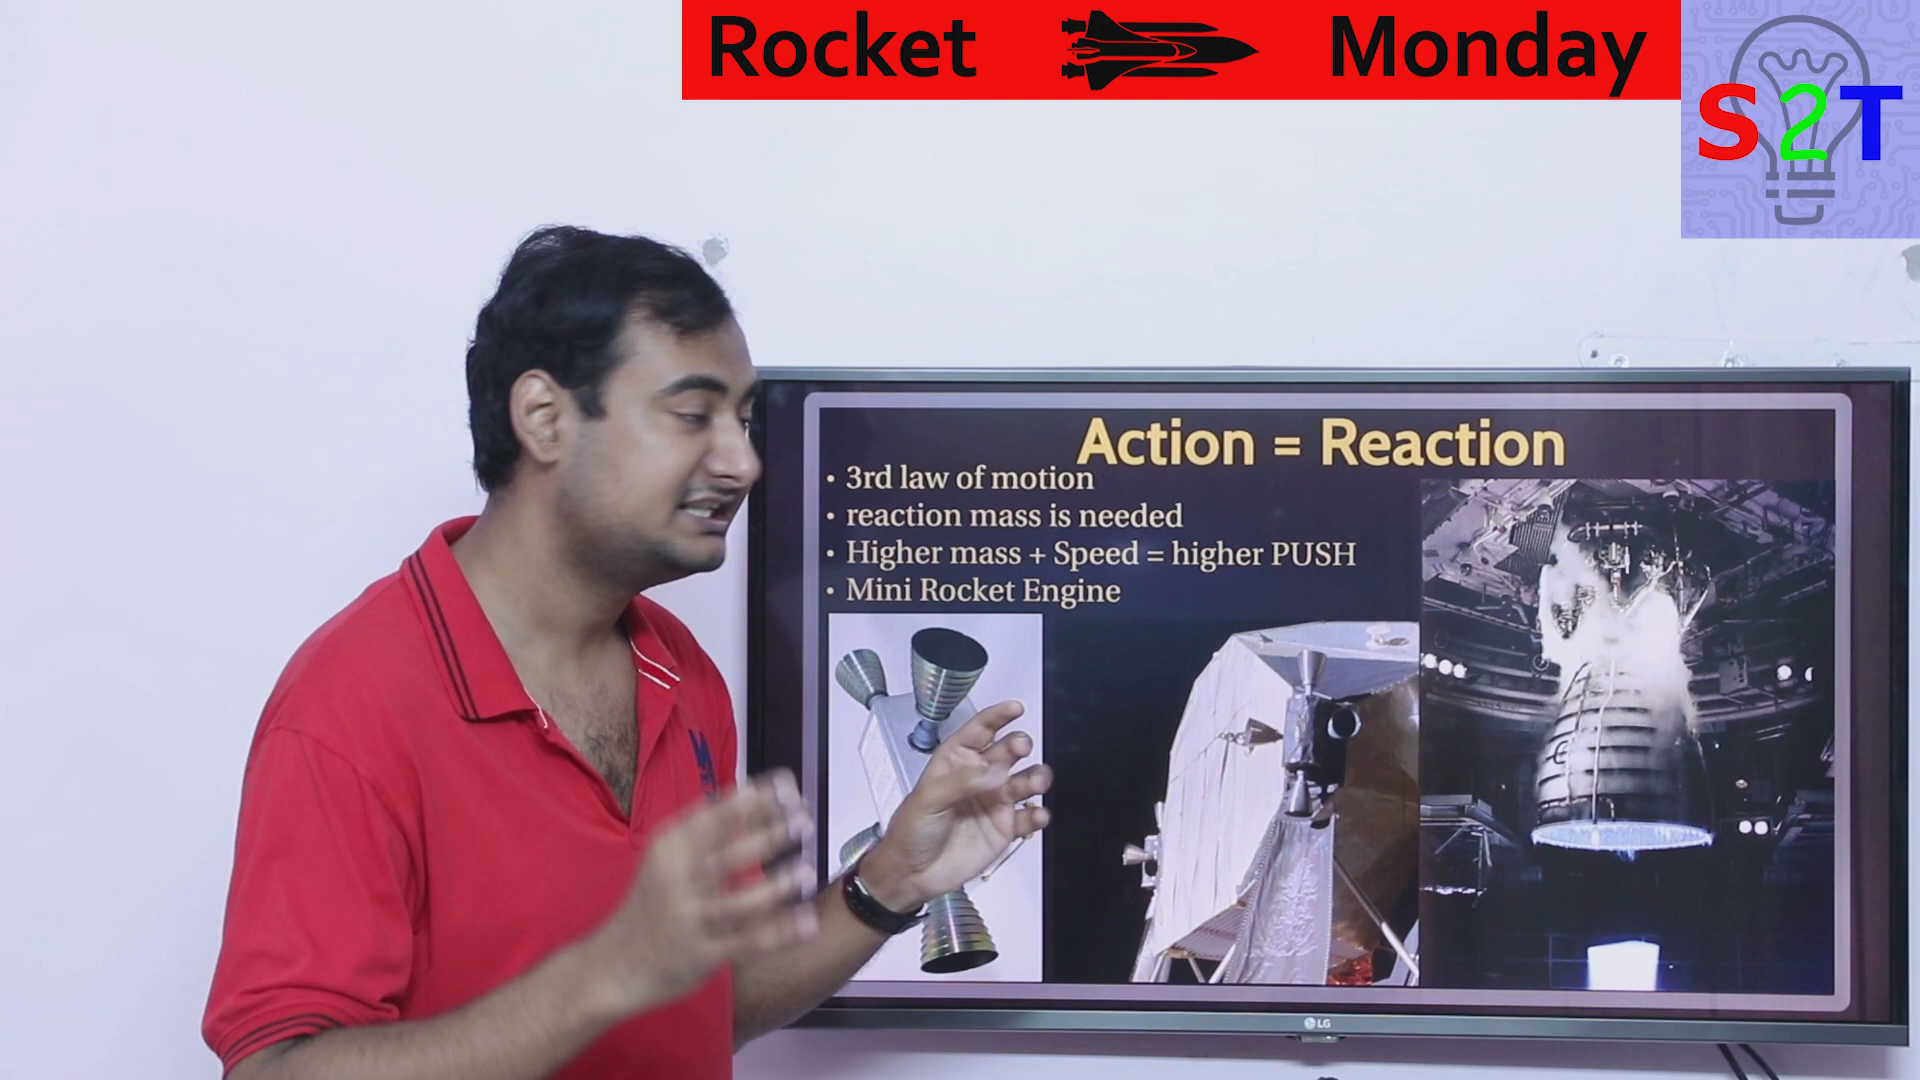 Rocket Monday
S2T
Action = Reaction
• 3rd law of motion
• reaction mass is needed
• Higher mass + Speed = higher PUSH
• Mini Rocket Engine
LG